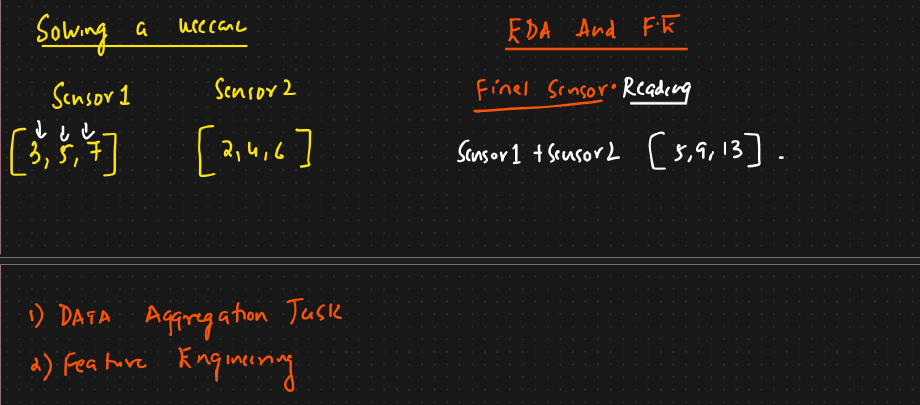 Solving a usecase
EDA And FE
Sensor 1 Sensor 2
Final Sensor Reading
[3, 5, 7] [2, 4, 6]
Sensor 1 + Sensor 2 [5, 9, 13].
1) DATA Aggregation Task
2) Feature Engineering